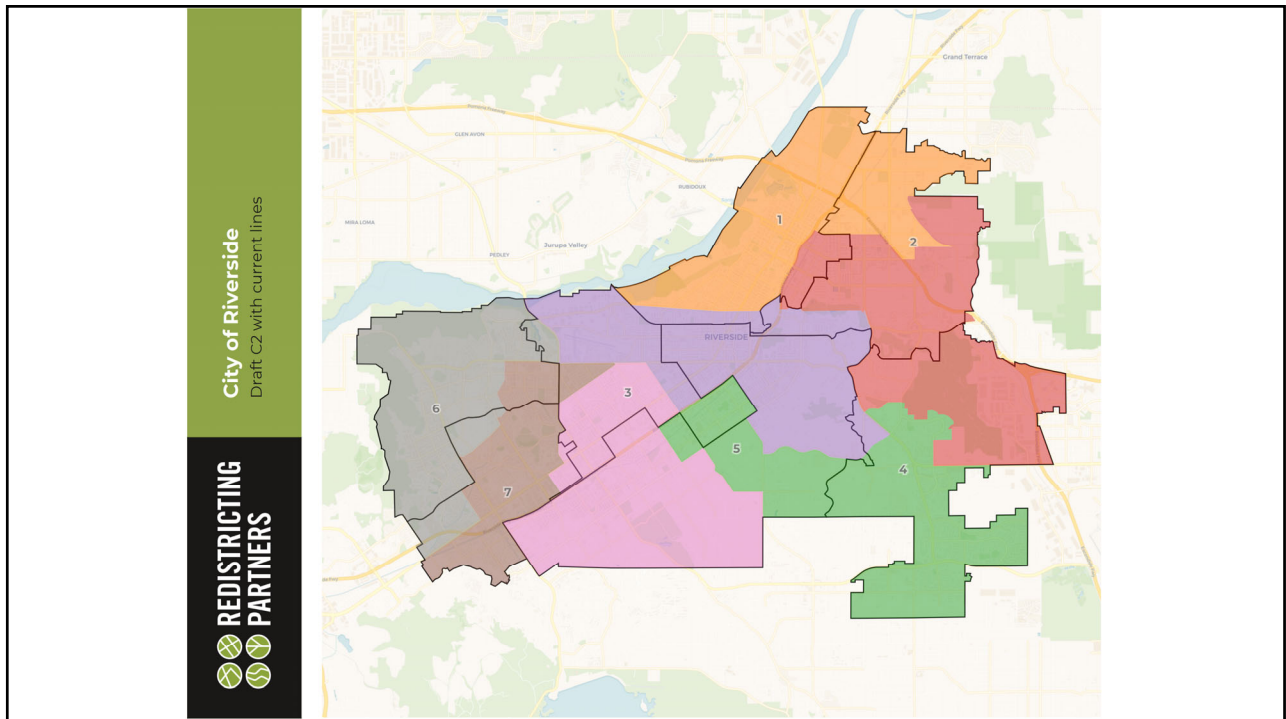 City of Riverside
Draft C2 with current lines
REDISTRICTING
PARTNERS
Grand Terrace
GLEN AVON
RUBIDOUX
MIRA LOMA
Jurupa Valley
PEDLEY
RIVERSIDE
1
2
3
4
5
6
7